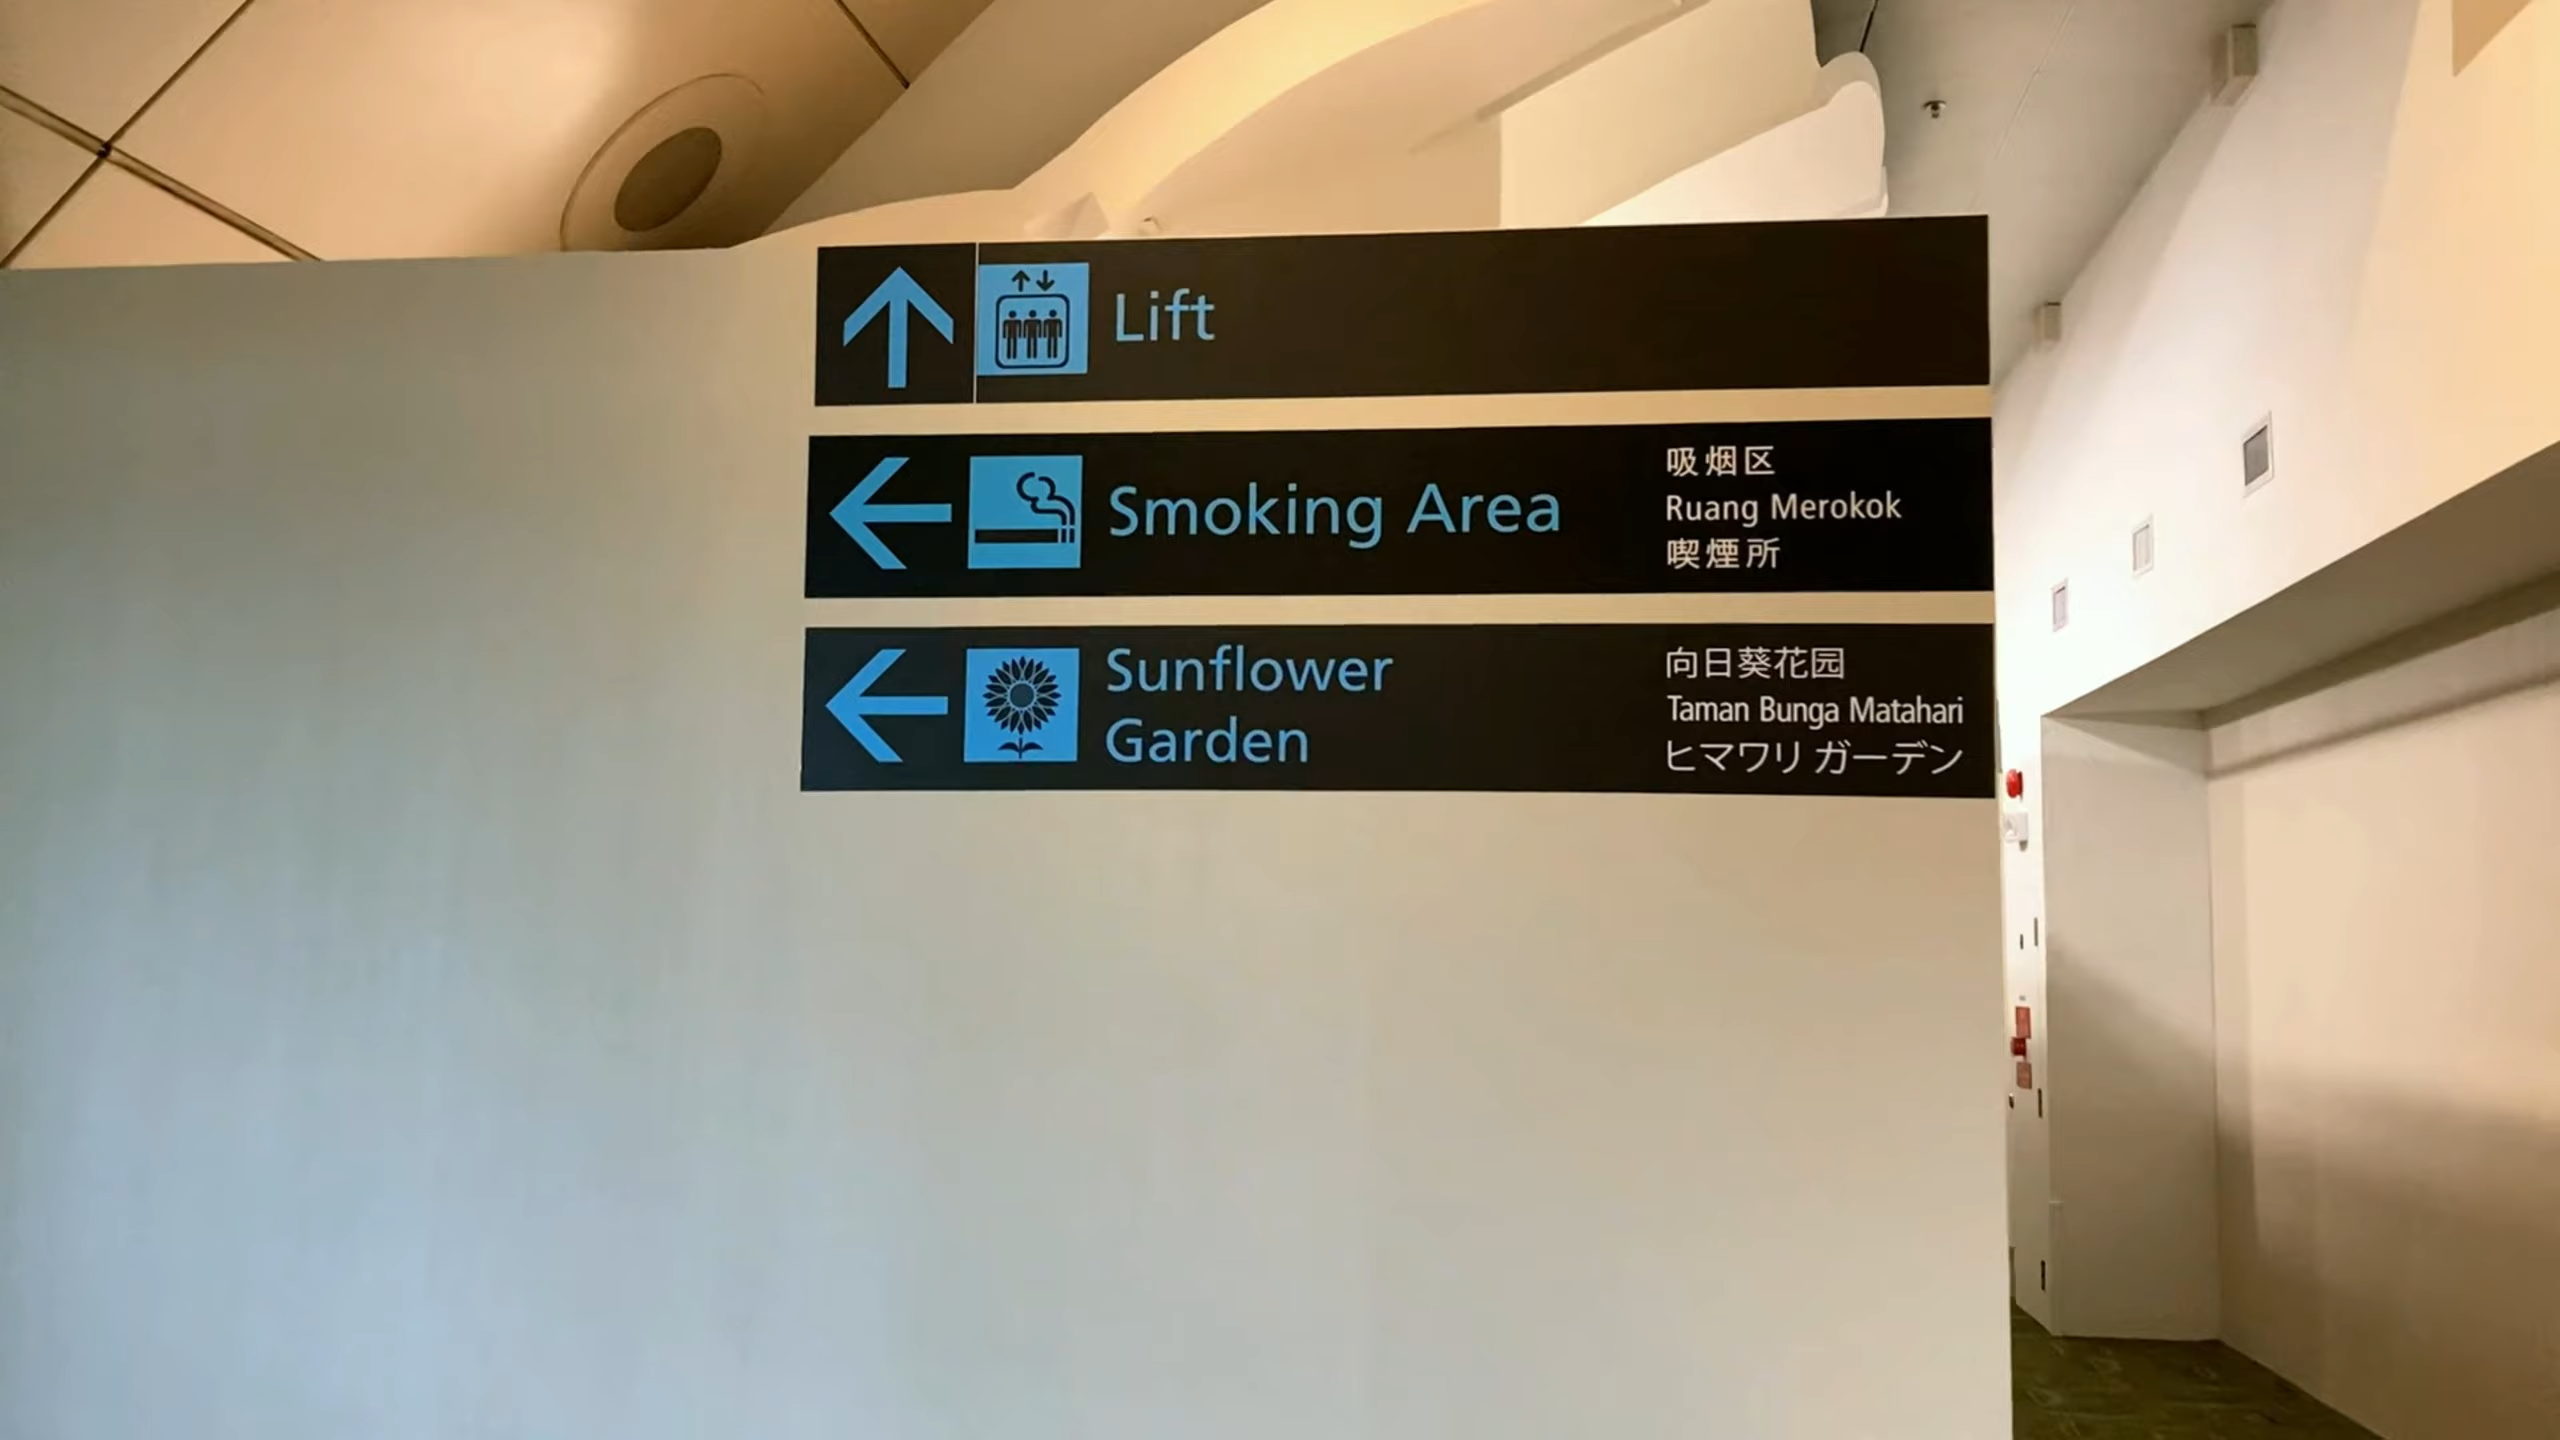 Lift
Smoking Area
吸烟区
Ruang Merokok
喫煙所
Sunflower
Garden
向日葵花园
Taman Bunga Matahari
ヒマワリ ガーデン